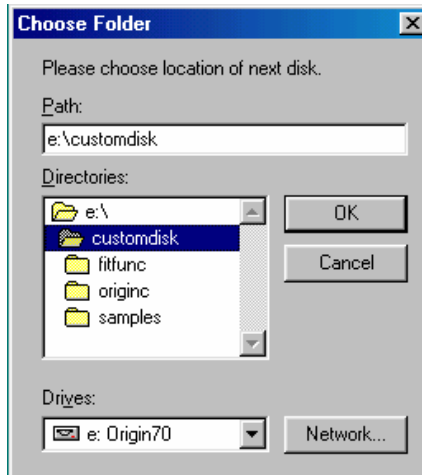 Choose Folder
Please choose location of next disk.
Path:
e:\customdisk
Directories:
e:\
OK
customdisk
Cancel
fitfunc
originc
samples
Drives:
e: Origin70
Network...